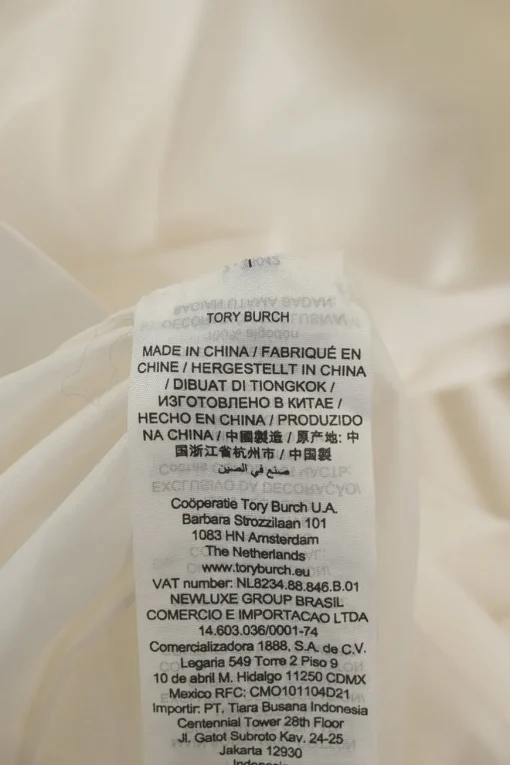 TORY BURCH
MADE IN CHINA / FABRIQUÉ EN
CHINE / HERGESTELLT IN CHINA
/ DIBUAT DI TIONGKOK /
ИЗГОТОВЛЕНО В КИТАЕ /
HECHO EN CHINA / PRODUZIDO
NA CHINA / 中國製造 / 原产地: 中
国浙江省杭州市 / 中国製
صنع في الصين
Coöperatie Tory Burch U.A.
Barbara Strozzilaan 101
1083 HN Amsterdam
The Netherlands
www.toryburch.eu
VAT number: NL8234.88.846.B.01
NEWLUXE GROUP BRASIL
COMERCIO E IMPORTACAO LTDA
14.603.036/0001-74
Comercializadora 1888, S.A. de C.V.
Legaria 549 Torre 2 Piso 9
10 de abril M. Hidalgo 11250 CDMX
Mexico RFC: CMO101104D21
Importir: PT. Tiara Busana Indonesia
Centennial Tower 28th Floor
Jl. Gatot Subroto Kav. 24-25
Jakarta 12930
Indonesia